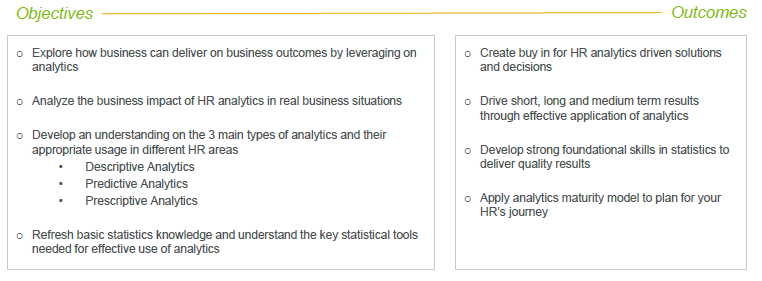 Objectives
Outcomes
o Explore how business can deliver on business outcomes by leveraging on
analytics
o Analyze the business impact of HR analytics in real business situations
o Develop an understanding on the 3 main types of analytics and their
appropriate usage in different HR areas
• Descriptive Analytics
• Predictive Analytics
• Prescriptive Analytics
o Refresh basic statistics knowledge and understand the key statistical tools
needed for effective use of analytics
o Create buy in for HR analytics driven solutions
and decisions
o Drive short, long and medium term results
through effective application of analytics
o Develop strong foundational skills in statistics to
deliver quality results
o Apply analytics maturity model to plan for your
HR's journey